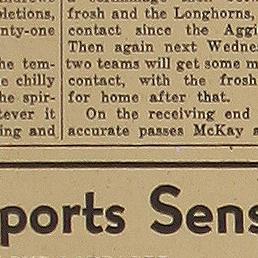 pletions,
nty-one
he tem-
e chilly
he spir-
tever it
ing and
frosh and the Longhorns,
contact since the Aggi
Then again next Wednes
two teams will get some m
contact, with the frosh
for home after that.
On the receiving end
accurate passes McKay a
ports Sens